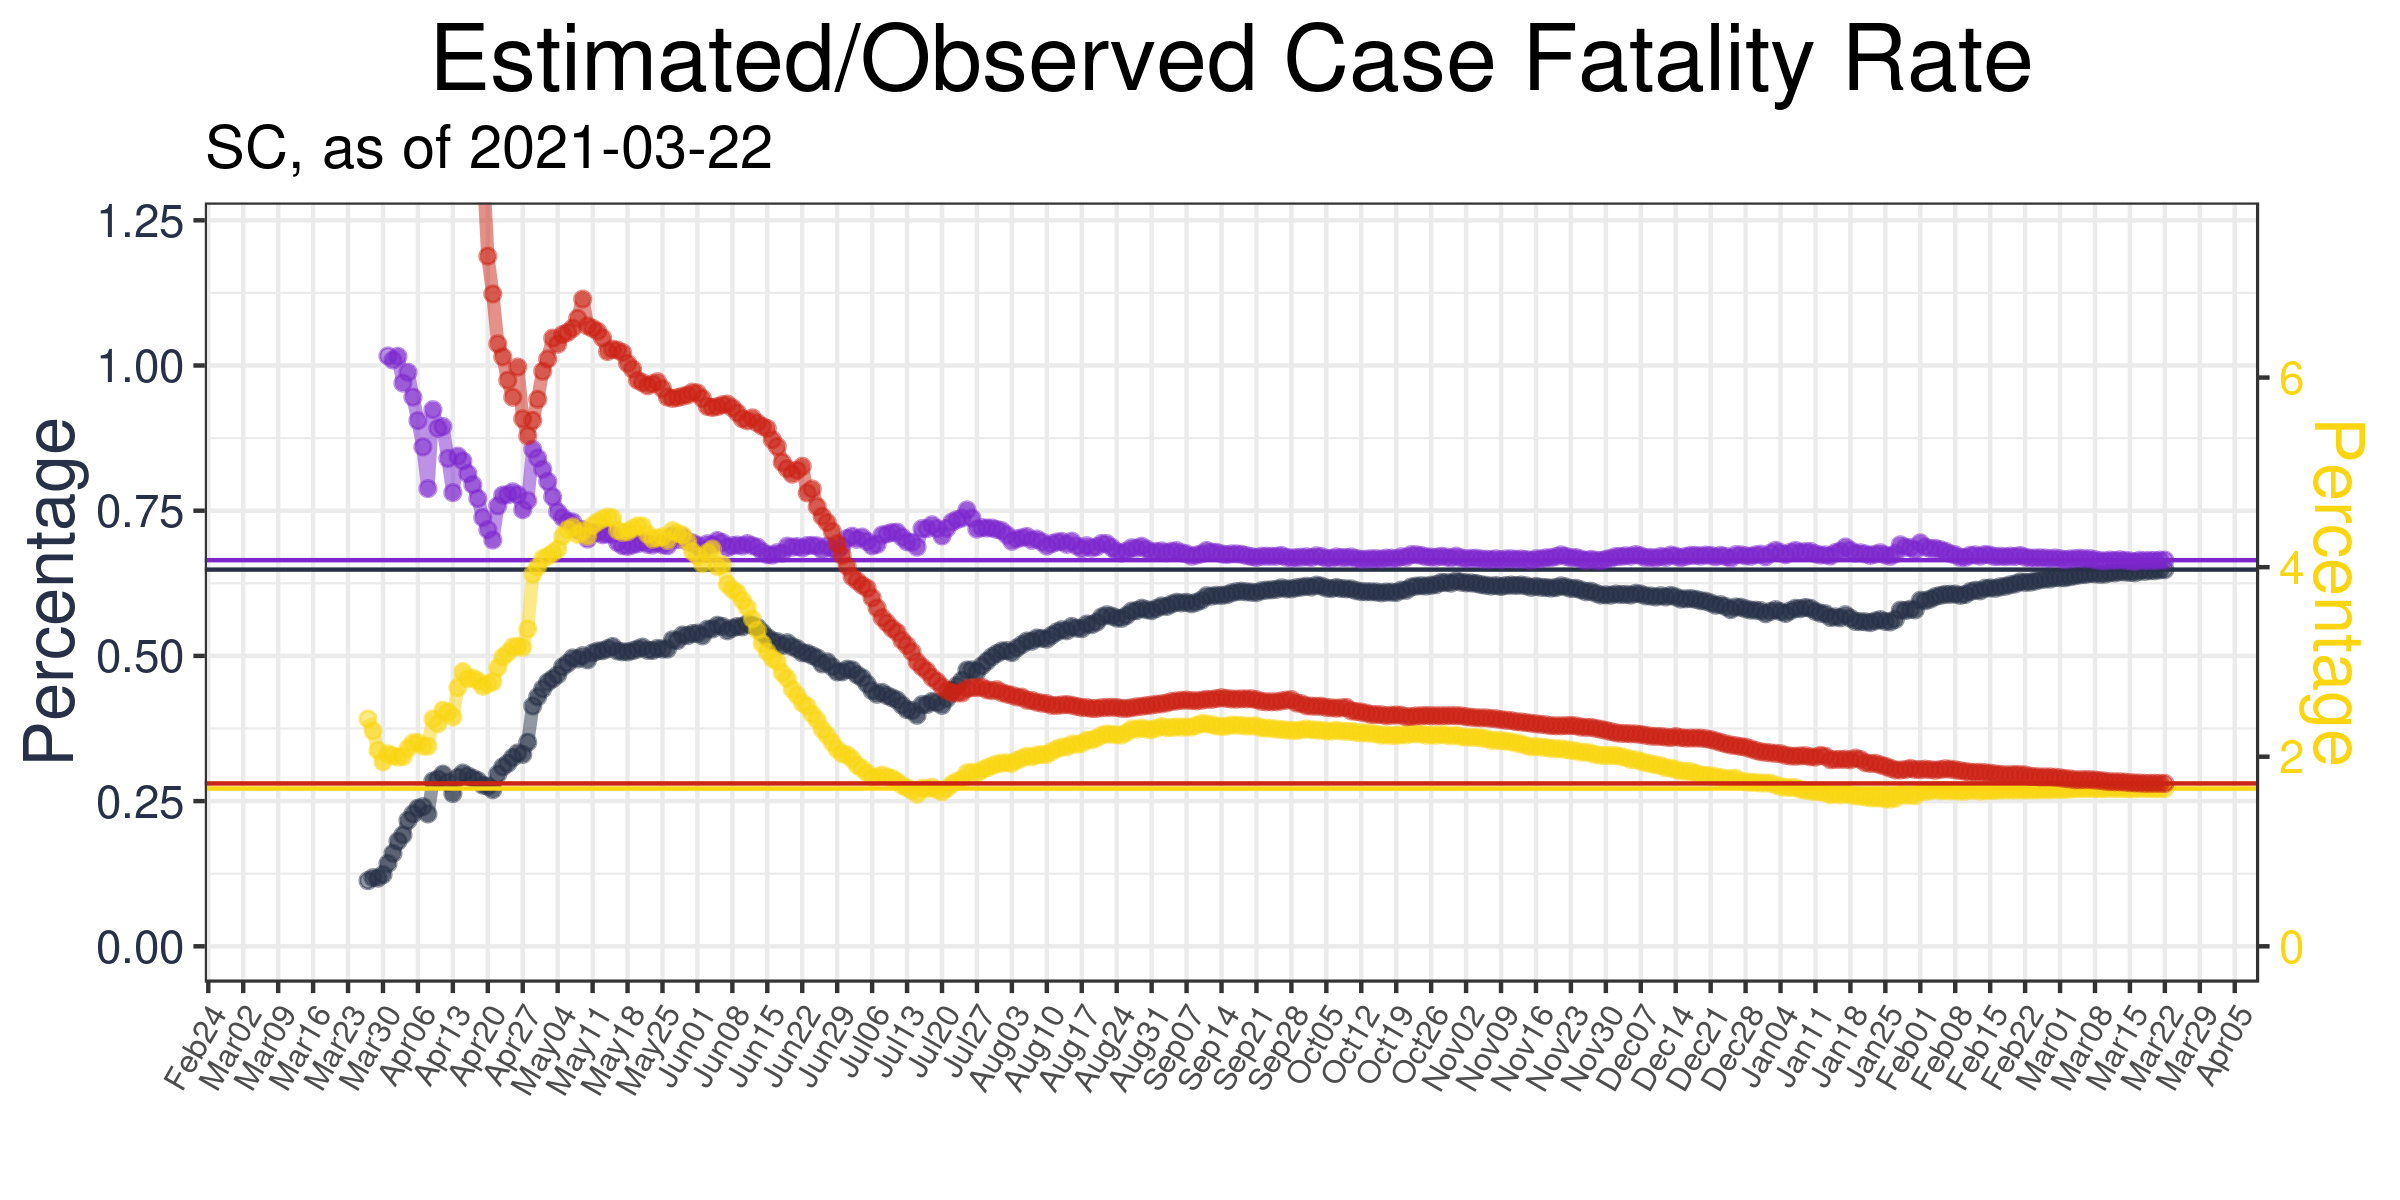 Estimated/Observed Case Fatality Rate
SC, as of 2021-03-22
Percentage
1.25
1.00
0.75
0.50
0.25
0.00
6
4
2
0
Percentage
Feb24
Mar02
Mar09
Mar16
Mar23
Mar30
Apr06
Apr13
Apr20
Apr27
May04
May11
May18
May25
Jun01
Jun08
Jun15
Jun22
Jun29
Jul06
Jul13
Jul20
Jul27
Aug03
Aug10
Aug17
Aug24
Aug31
Sep07
Sep14
Sep21
Sep28
Oct05
Oct12
Oct19
Oct26
Nov02
Nov09
Nov16
Nov23
Nov30
Dec07
Dec14
Dec21
Dec28
Jan04
Jan11
Jan18
Jan25
Feb01
Feb08
Feb15
Feb22
Mar01
Mar08
Mar15
Mar22
Mar29
Apr05